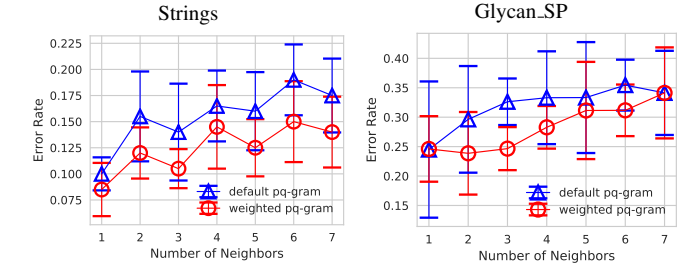 Strings
Error Rate
0.225
0.200
0.175
0.150
0.125
0.100
0.075
1 2 3 4 5 6 7
Number of Neighbors
default pq-gram
weighted pq-gram
Glycan_SP
Error Rate
0.40
0.35
0.30
0.25
0.20
0.15
1 2 3 4 5 6 7
Number of Neighbors
default pq-gram
weighted pq-gram